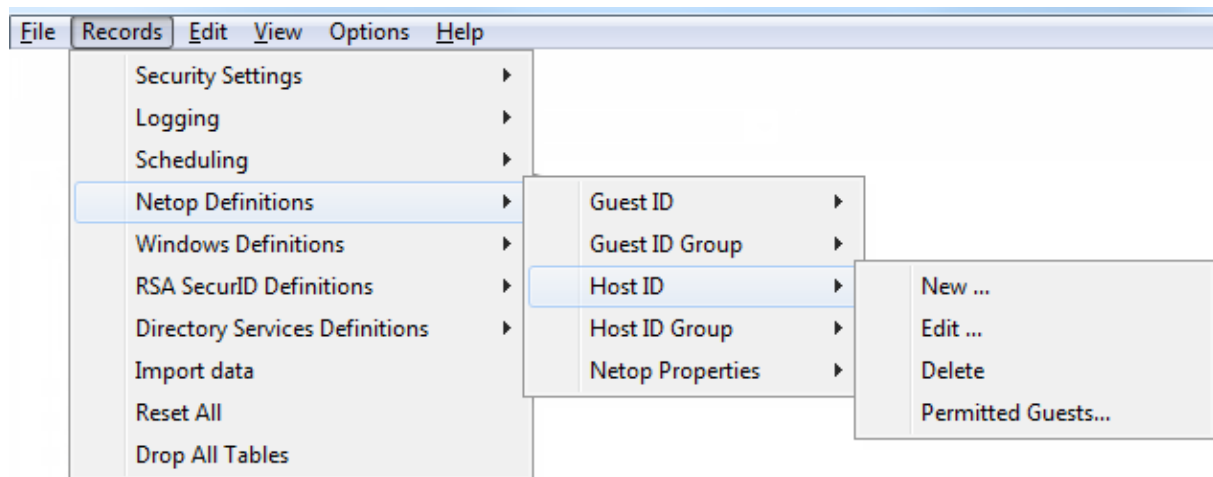 File Records Edit View Options Help
Security Settings
Logging
Scheduling
Netop Definitions
Windows Definitions
RSA SecurID Definitions
Directory Services Definitions
Import data
Reset All
Drop All Tables
Guest ID
Guest ID Group
Host ID
Host ID Group
Netop Properties
New ...
Edit ...
Delete
Permitted Guests...